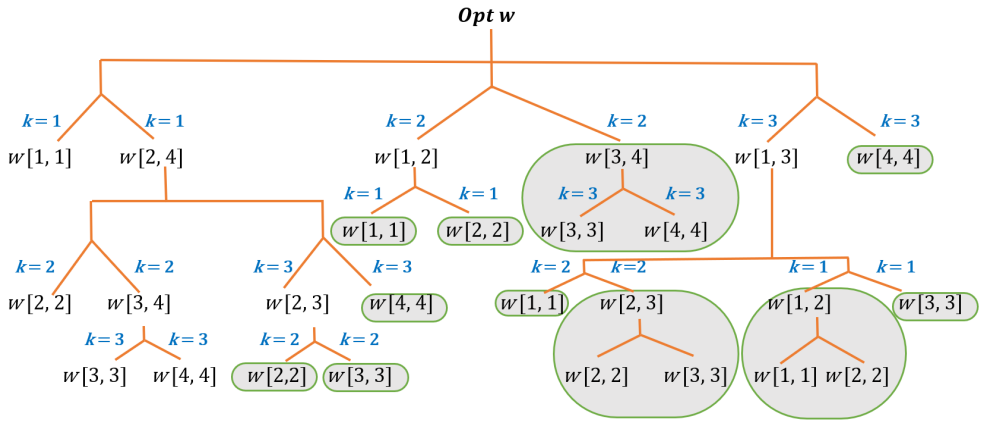 Opt w
k = 1 k = 1 k = 2 k = 2 k = 3 k = 3
w[1, 1] w[2, 4] w[1, 2] w[3, 4] w[1, 3] w[4, 4]
k = 1 k = 1 k = 3 k = 3
w[1, 1] w[2, 2] w[3, 3] w[4, 4]
k = 2 k = 2 k = 3 k = 3 k = 2 k = 2 k = 1 k = 1
w[2, 2] w[3, 4] w[2, 3] w[4, 4] w[1, 1] w[2, 3] w[1, 2] w[3, 3]
k = 3 k = 3 k = 2 k = 2
w[3, 3] w[4, 4] w[2,2] w[3, 3] w[2, 2] w[3, 3] w[1, 1] w[2, 2]